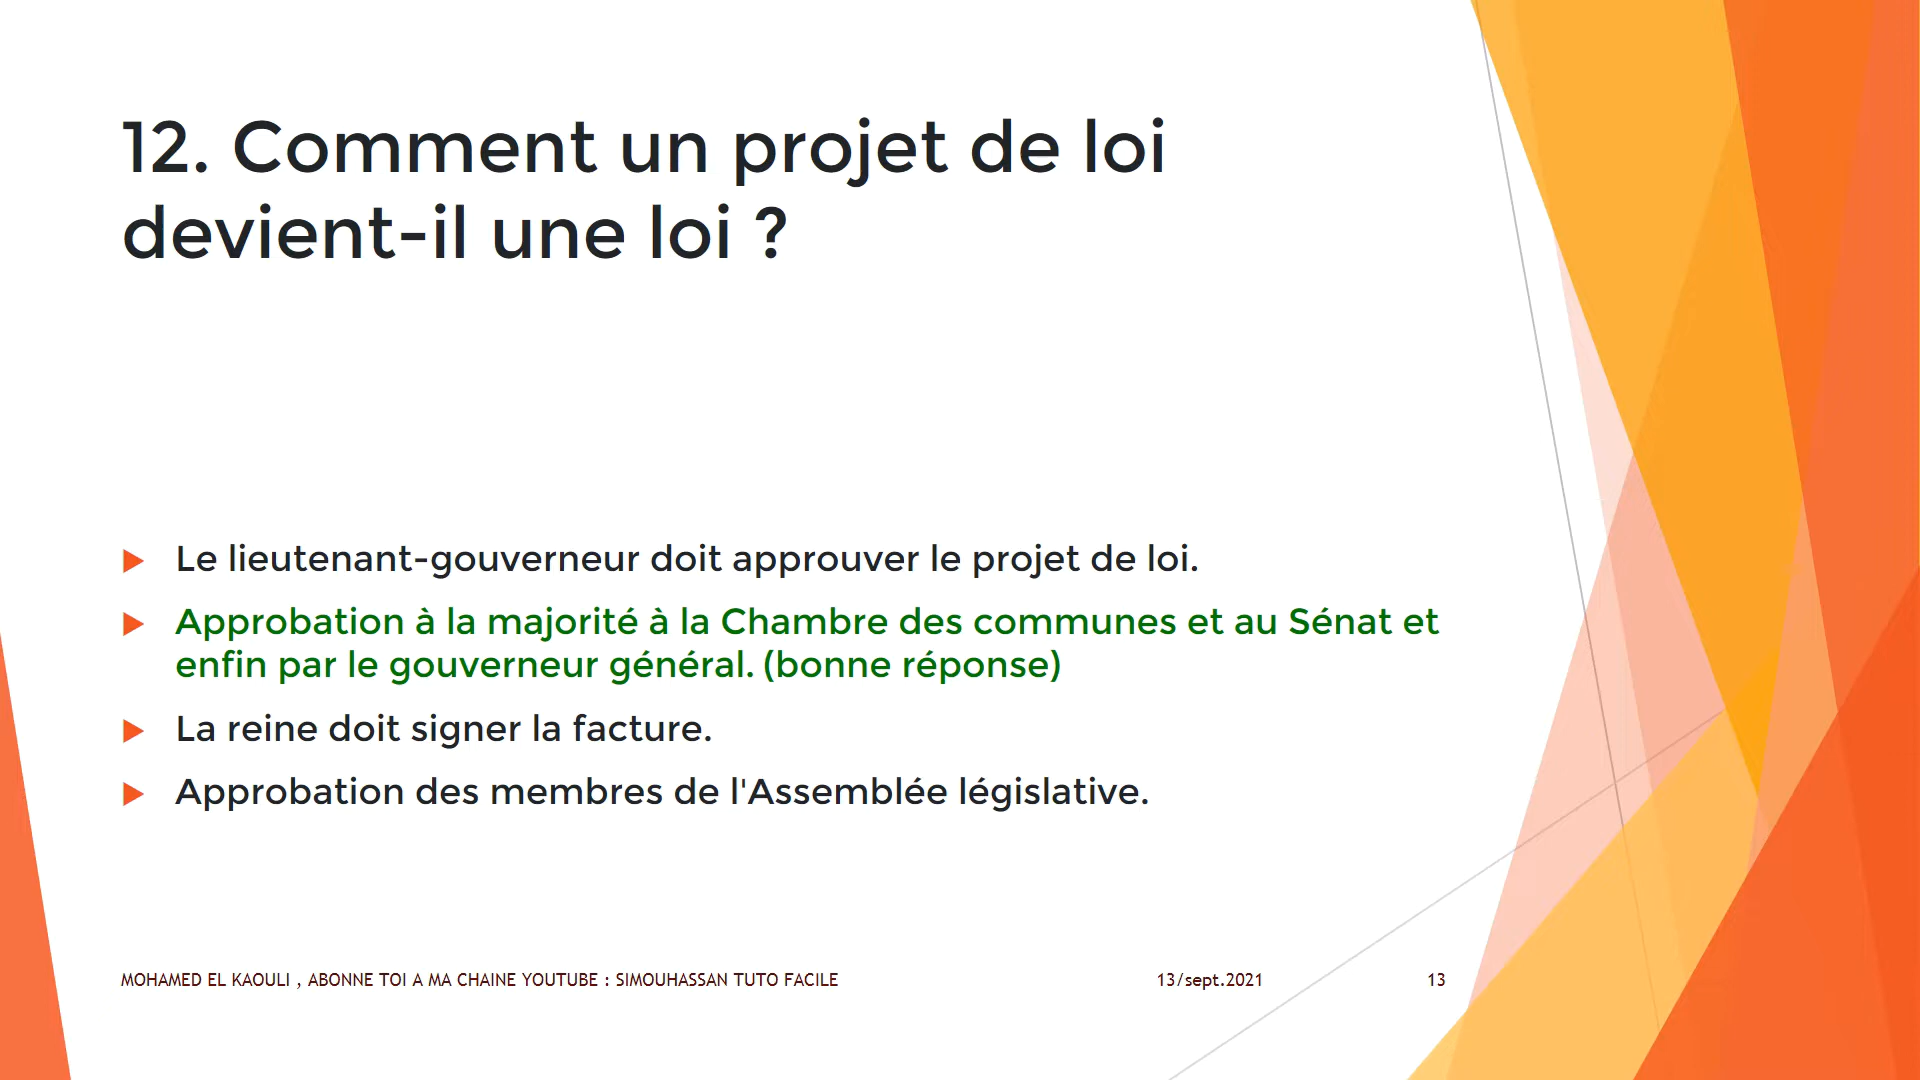 12. Comment un projet de loi
devient-il une loi ?
Le lieutenant-gouverneur doit approuver le projet de loi.
Approbation à la majorité à la Chambre des communes et au Sénat et
enfin par le gouverneur général. (bonne réponse)
La reine doit signer la facture.
Approbation des membres de l'Assemblée législative.
MOHAMED EL KAOULI , ABONNE TOI A MA CHAINE YOUTUBE : SIMOUHASSAN TUTO FACILE 13/sept.2021 13